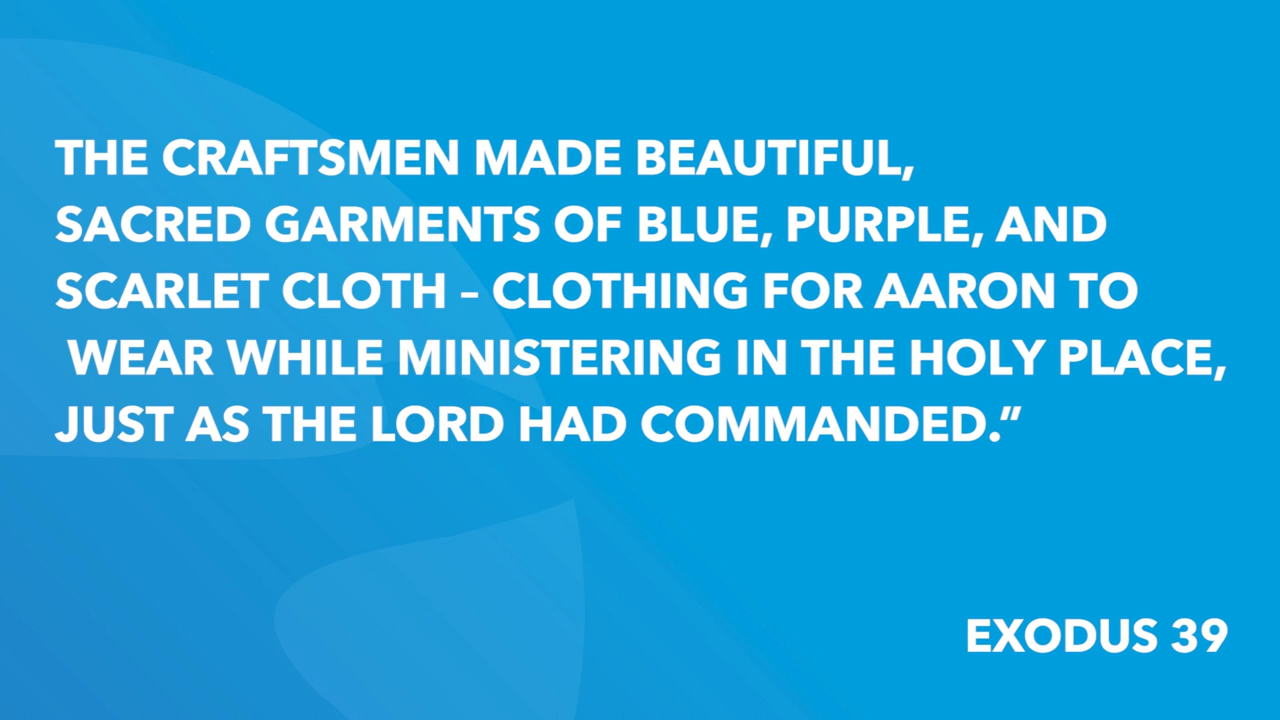 THE CRAFTSMEN MADE BEAUTIFUL,
SACRED GARMENTS OF BLUE, PURPLE, AND
SCARLET CLOTH – CLOTHING FOR AARON TO
WEAR WHILE MINISTERING IN THE HOLY PLACE,
JUST AS THE LORD HAD COMMANDED.”
EXODUS 39